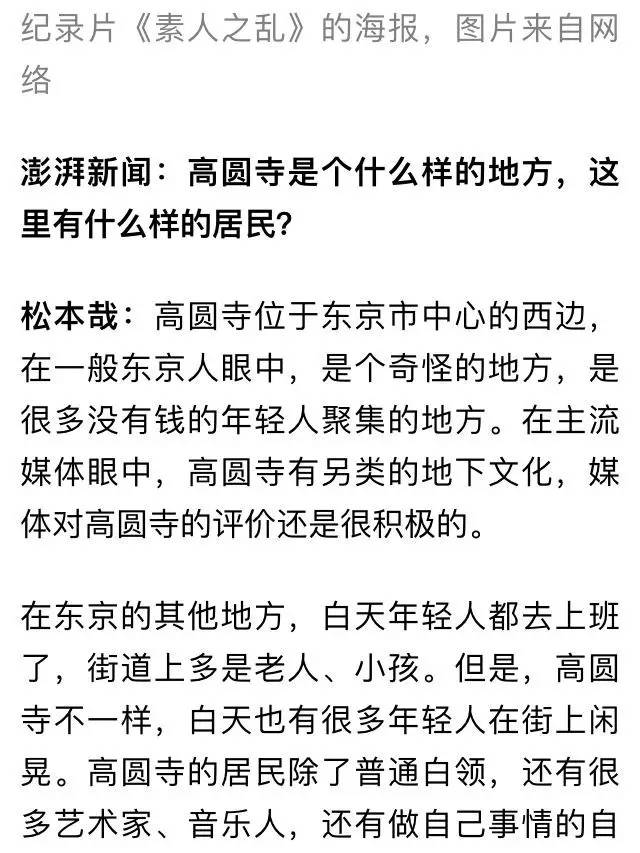 纪录片《素人之乱》的海报，图片来自网
络
澎湃新闻：高圆寺是个什么样的地方，这
里有什么样的居民？
松本哉：高圆寺位于东京市中心的西边，
在一般东京人眼中，是个奇怪的地方，是
很多没有钱的年轻人聚集的地方。在主流
媒体眼中，高圆寺有另类的地下文化，媒
体对高圆寺的评价还是很积极的。
在东京的其他地方，白天年轻人都去上班
了，街道上多是老人、小孩。但是，高圆
寺不一样，白天也有很多年轻人在街上闲
晃。高圆寺的居民除了普通白领，还有很
多艺术家、音乐人，还有做自己事情的自